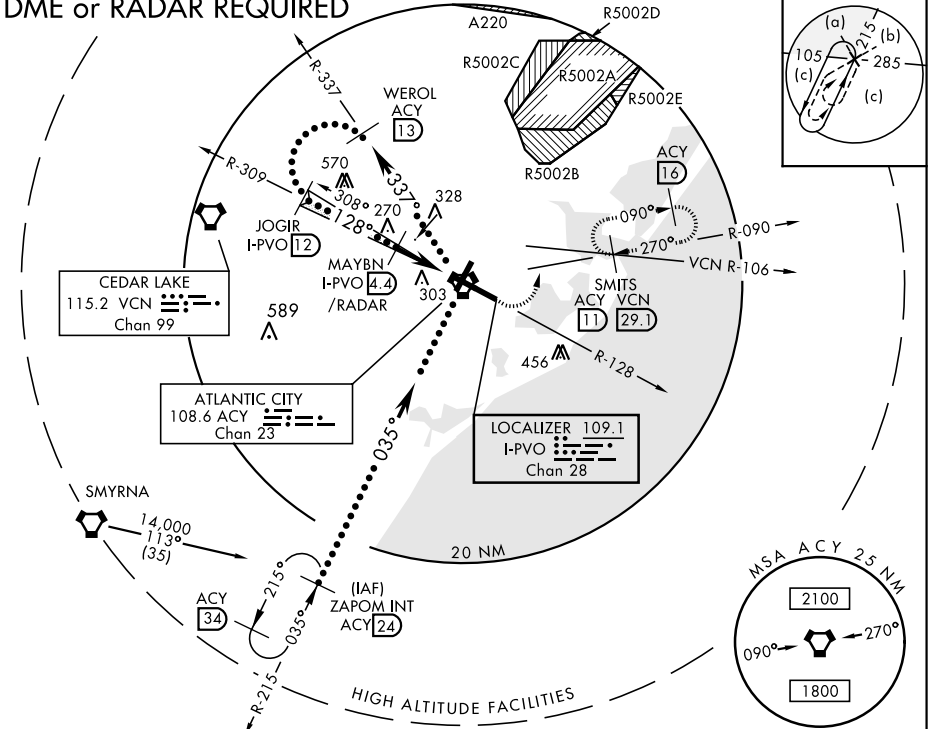 DME or RADAR REQUIRED
A220
R5002D
R5002C
R5002A
R5002E
R5002B
(a)
215
(b)
105
285
(c)
(c)
R-337
WEROL
ACY
13
R-309
570
308°
337°
328
128°
270
JOGIR
I-PVO 12
MAYBN
I-PVO 4.4
/RADAR
303
ACY
16
090°
270°
R-090
VCN R-106
SMITS
ACY VCN
11 29.1
CEDAR LAKE
115.2 VCN
Chan 99
589
456
R-128
ATLANTIC CITY
108.6 ACY
Chan 23
LOCALIZER 109.1
I-PVO
Chan 28
035°
SMYRNA
14,000
113°
(35)
20 NM
215°
(IAF)
ZAPOM INT
ACY 24
ACY
34
035°
R-215
HIGH ALTITUDE FACILITIES
MSA ACY 25 NM
2100
090°
270°
1800